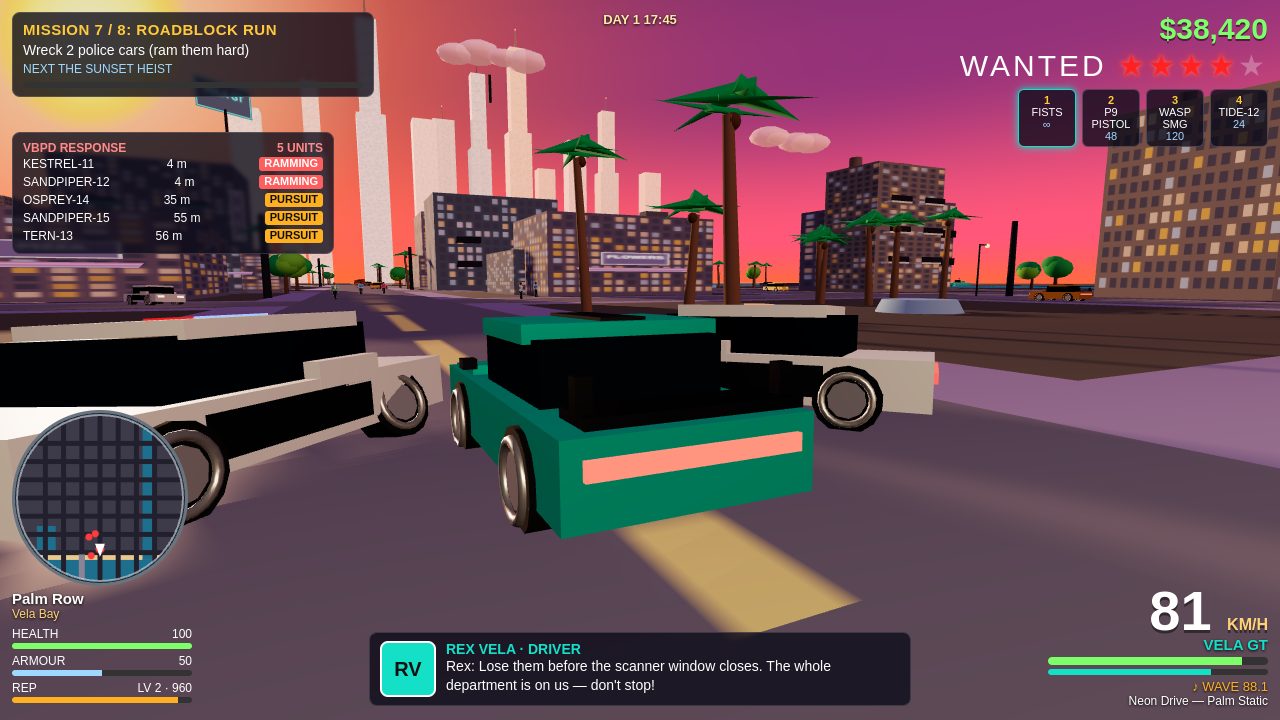 MISSION 7 / 8: ROADBLOCK RUN
Wreck 2 police cars (ram them hard)
NEXT THE SUNSET HEIST
DAY 1 17:45
$38,420
WANTED ★★★★★
1
FISTS
∞
2
P9
PISTOL
48
3
WASP
SMG
120
4
TIDE-12
24
VBPD RESPONSE 5 UNITS
KESTREL-11 4 m RAMMING
SANDPIPER-12 4 m RAMMING
OSPREY-14 35 m PURSUIT
SANDPIPER-15 55 m PURSUIT
TERN-13 56 m PURSUIT
FLOWERS
Palm Row
Vela Bay
HEALTH 100
ARMOUR 50
REP LV 2 · 960
RV
REX VELA · DRIVER
Rex: Lose them before the scanner window closes. The whole
department is on us — don't stop!
81 KM/H
VELA GT
♪ WAVE 88.1
Neon Drive — Palm Static